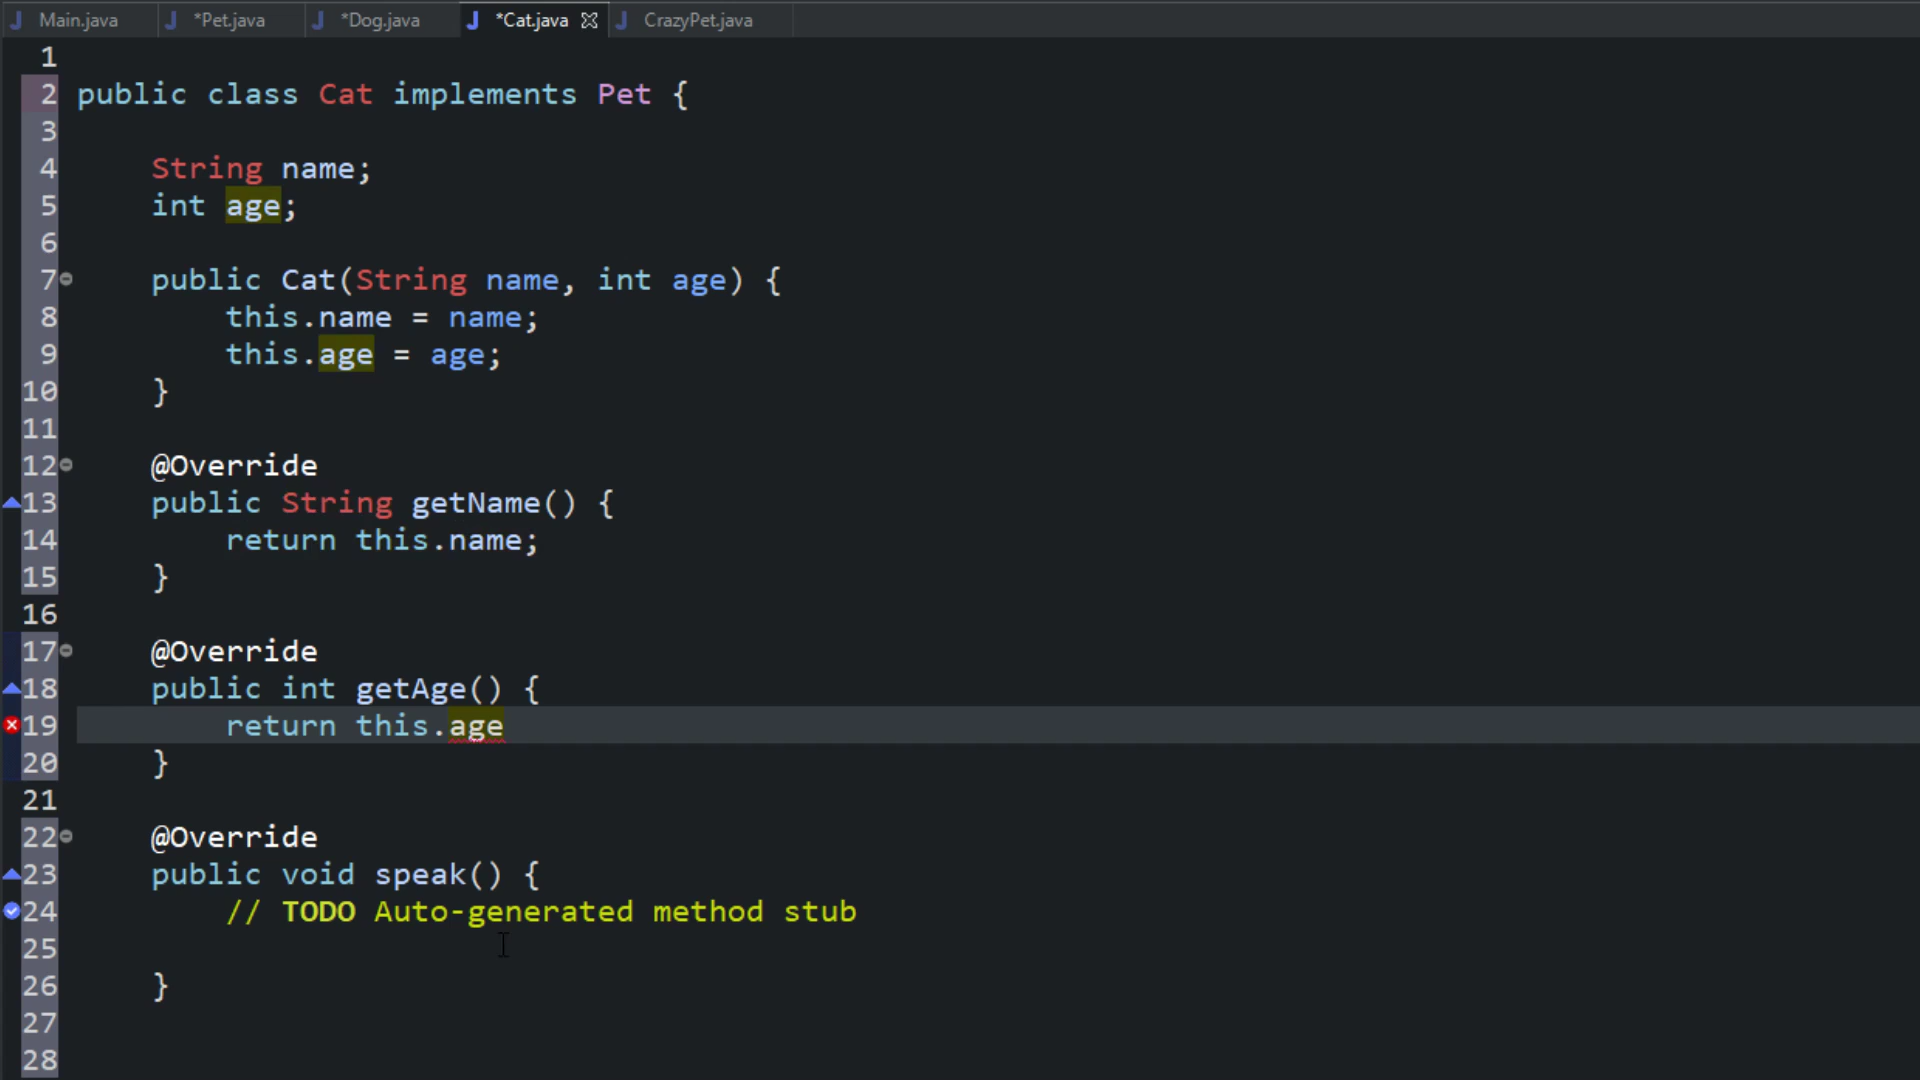 Main.java *Pet.java *Dog.java *Cat.java CrazyPet.java
1
2 public class Cat implements Pet {
3
4 String name;
5 int age;
6
7 public Cat(String name, int age) {
8 this.name = name;
9 this.age = age;
10 }
11
12 @Override
13 public String getName() {
14 return this.name;
15 }
16
17 @Override
18 public int getAge() {
19 return this.age
20 }
21
22 @Override
23 public void speak() {
24 // TODO Auto-generated method stub
25
26 }
27
28